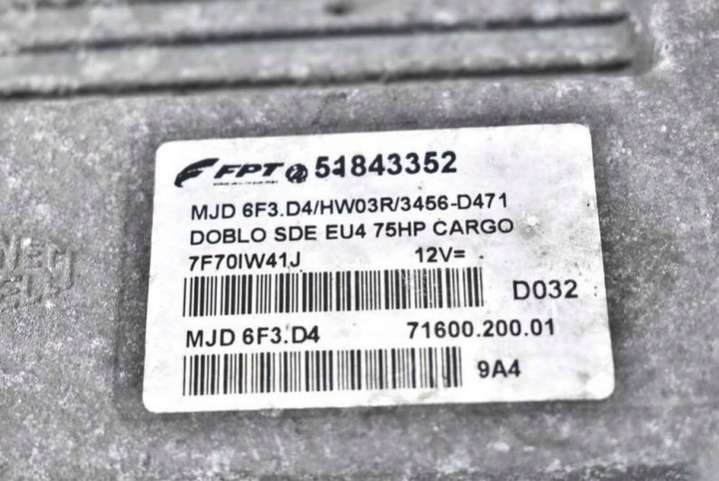 FPT 51843352
MJD 6F3.D4/HW03R/3456-D471
DOBLO SDE EU4 75HP CARGO
7F70IW41J 12V=
D032
MJD 6F3.D4 71600.200.01
9A4